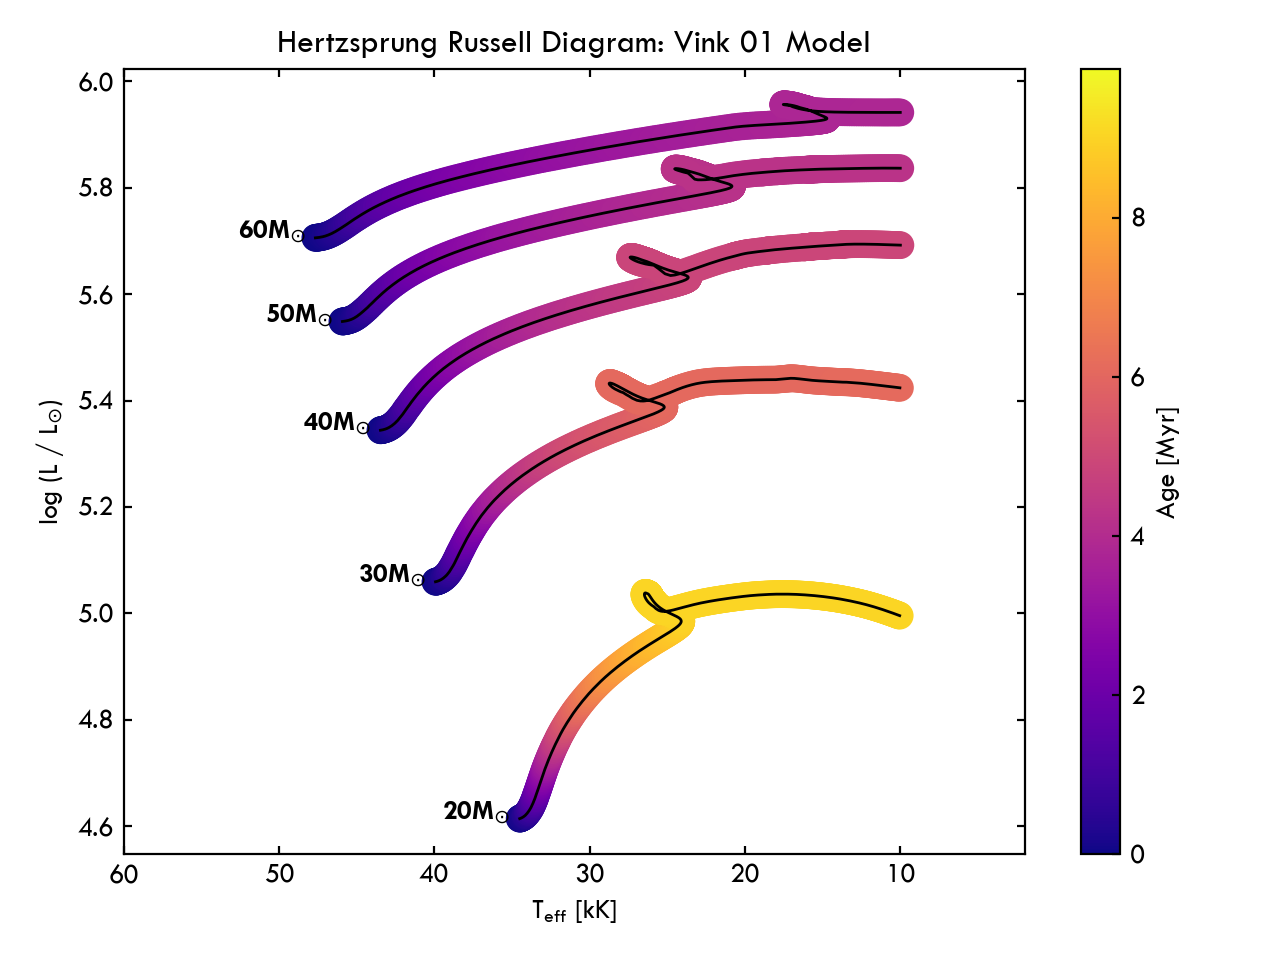 Hertzsprung Russell Diagram: Vink 01 Model
6.0
5.8
5.6
5.4
5.2
5.0
4.8
4.6
log (L / L⊙)
60M⊙
50M⊙
40M⊙
30M⊙
20M⊙
60
50
40
30
20
10
T_eff [kK]
8
6
4
2
0
Age [Myr]